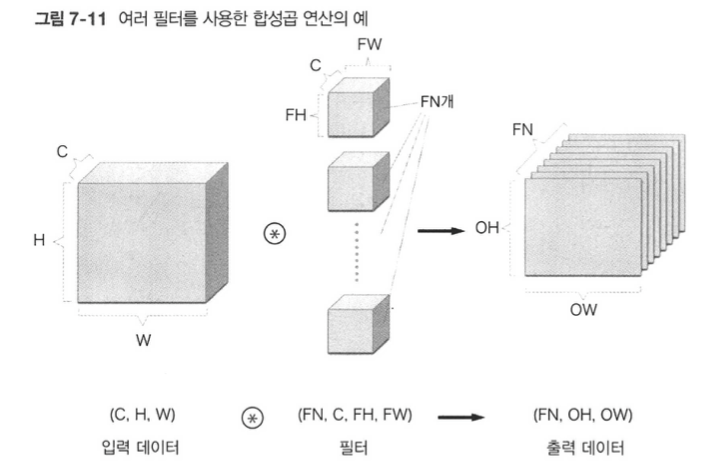 그림 7-11 여러 필터를 사용한 합성곱 연산의 예
FW
C
FH
FN개
C
H
W
FN
OH
OW
(C, H, W) ⊛ (FN, C, FH, FW) → (FN, OH, OW)
입력 데이터 필터 출력 데이터